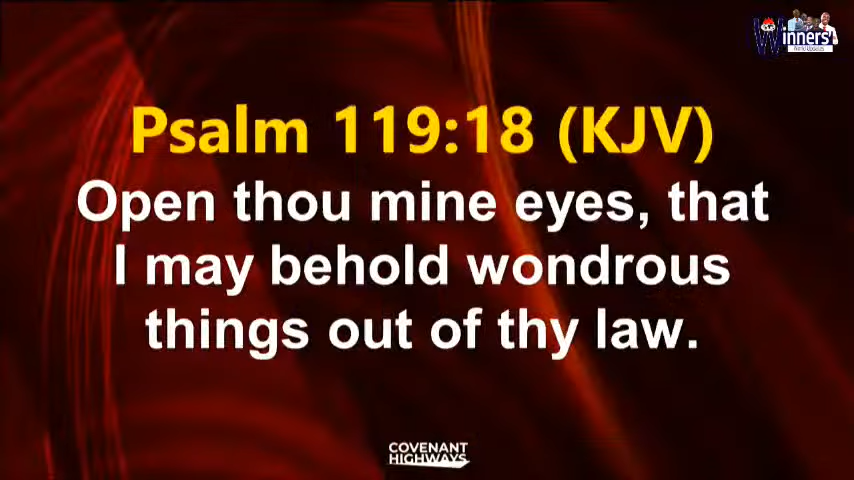 Winners'
Psalm 119:18 (KJV)
Open thou mine eyes, that
I may behold wondrous
things out of thy law.
COVENANT
HIGHWAYS